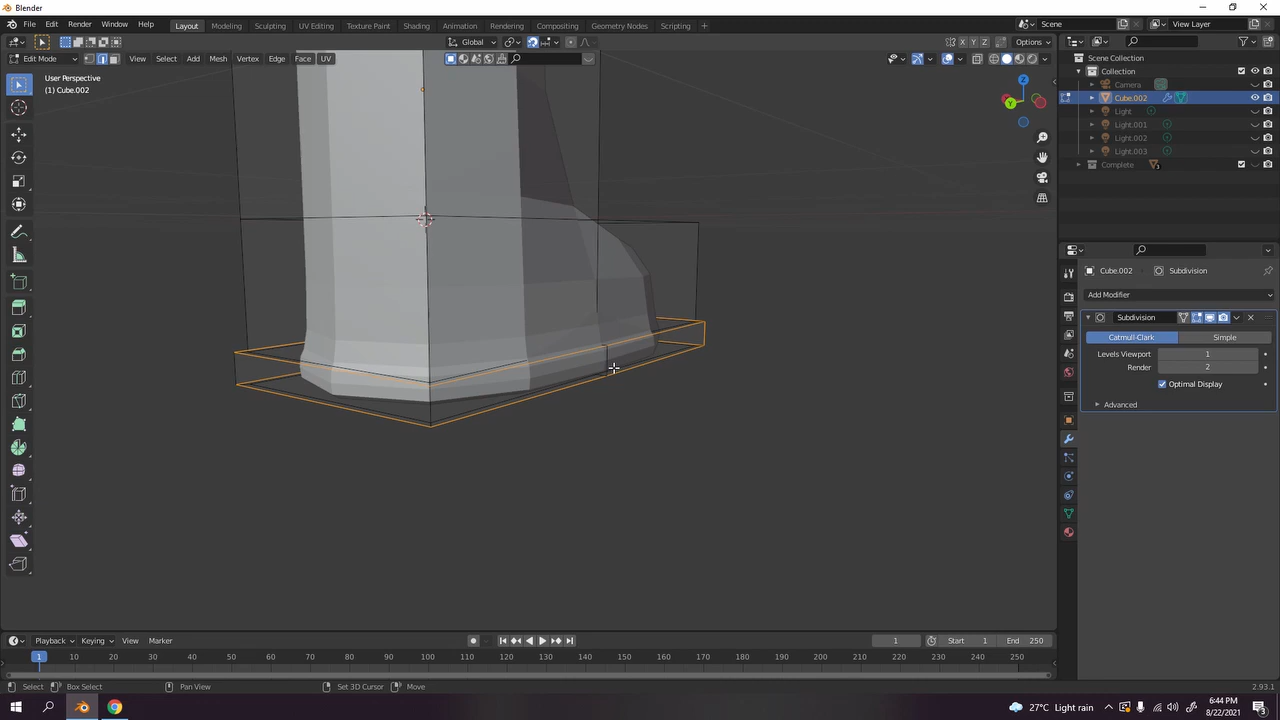 Blender
File Edit Render Window Help Layout Modeling Sculpting UV Editing Texture Paint Shading Animation Rendering Compositing Geometry Nodes Scripting + Scene View Layer
Global Options
Edit Mode View Select Add Mesh Vertex Edge Face UV
X Y Z
User Perspective
(1) Cube.002
Z
Y
Scene Collection
Collection
Camera
Cube.002
Light
Light.001
Light.002
Light.003
Complete
Cube.002 Subdivision
Add Modifier
Subdivision
Catmull-Clark Simple
Levels Viewport 1
Render 2
Optimal Display
Advanced
Playback Keying View Marker 1 Start 1 End 250
1 10 20 30 40 50 60 70 80 90 100 110 120 130 140 150 160 170 180 190 200 210 220 230 240 250
Select Box Select Pan View Set 3D Cursor Move 2.93.1
27°C Light rain 6:44 PM
8/22/2021